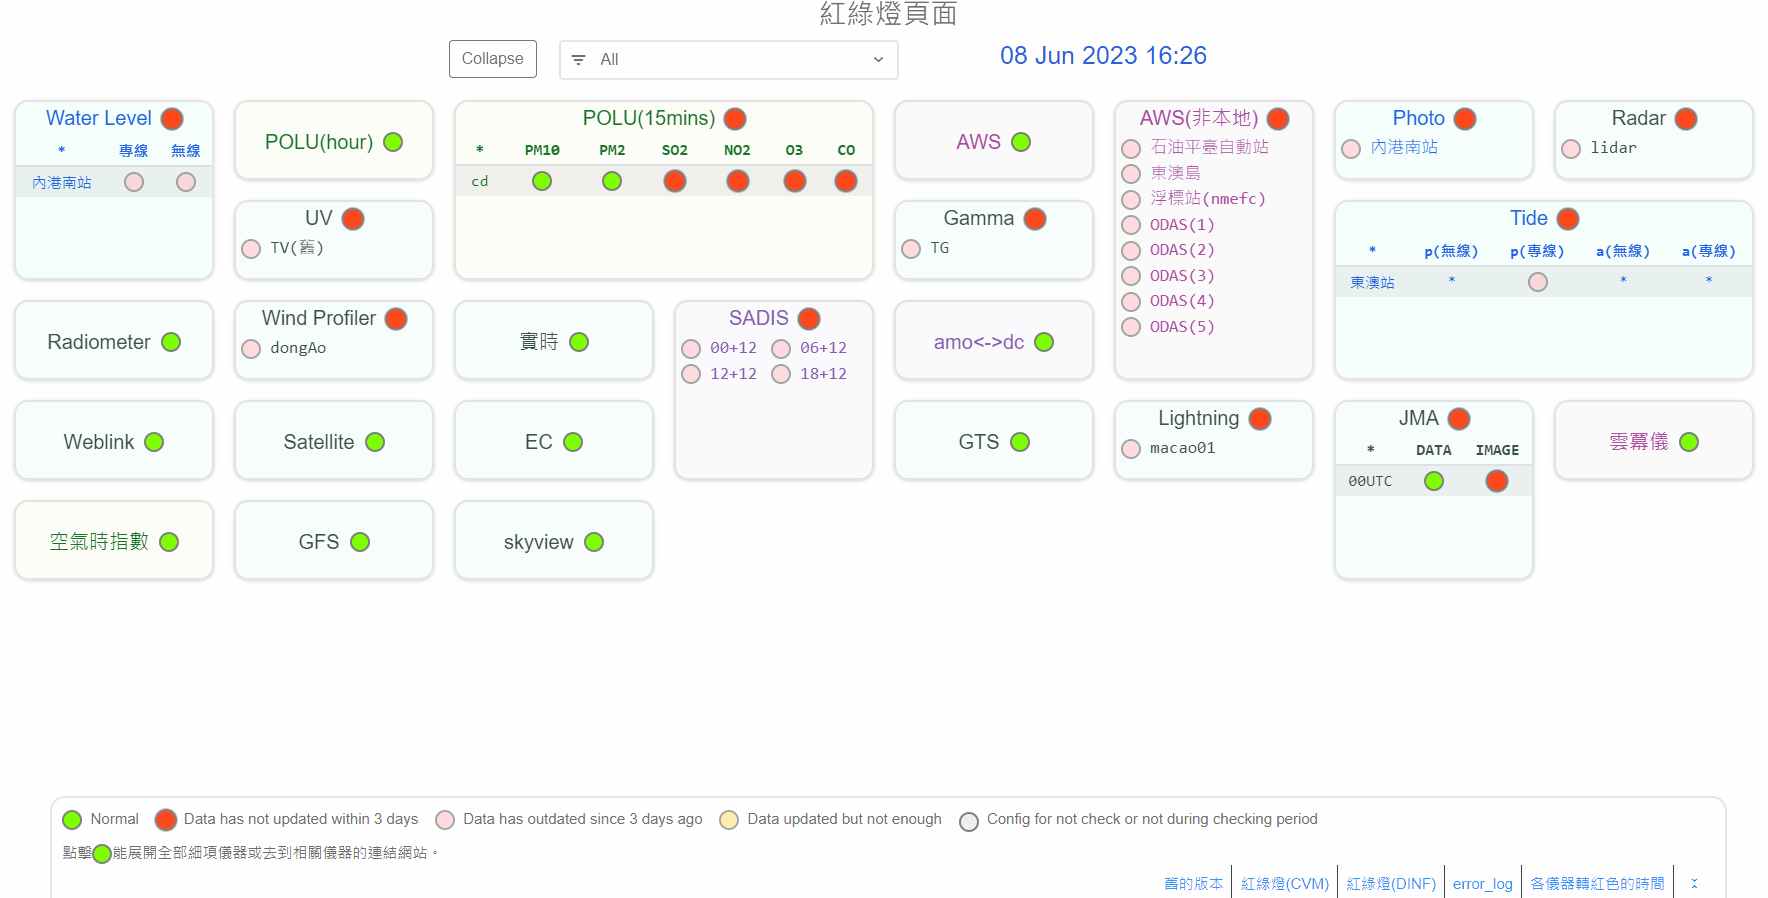 紅綠燈頁面
Collapse
All
08 Jun 2023 16:26
Water Level
* 專線 無線
內港南站
POLU(hour)
POLU(15mins)
* PM10 PM2 SO2 NO2 O3 CO
cd
AWS
AWS(非本地)
石油平臺自動站
東澳島
浮標站(nmefc)
ODAS(1)
ODAS(2)
ODAS(3)
ODAS(4)
ODAS(5)
Photo
內港南站
Radar
lidar
UV
TV(舊)
Gamma
TG
Tide
* p(無線) p(專線) a(無線) a(專線)
東澳站 * * *
Radiometer
Wind Profiler
dongAo
實時
SADIS
00+12 06+12
12+12 18+12
amo<->dc
Weblink
Satellite
EC
GTS
Lightning
macao01
JMA
* DATA IMAGE
00UTC
雲冪儀
空氣時指數
GFS
skyview
Normal Data has not updated within 3 days Data has outdated since 3 days ago Data updated but not enough Config for not check or not during checking period
點擊 能展開全部細項儀器或去到相關儀器的連結網站。
舊的版本 紅綠燈(CVM) 紅綠燈(DINF) error_log 各儀器轉紅色的時間